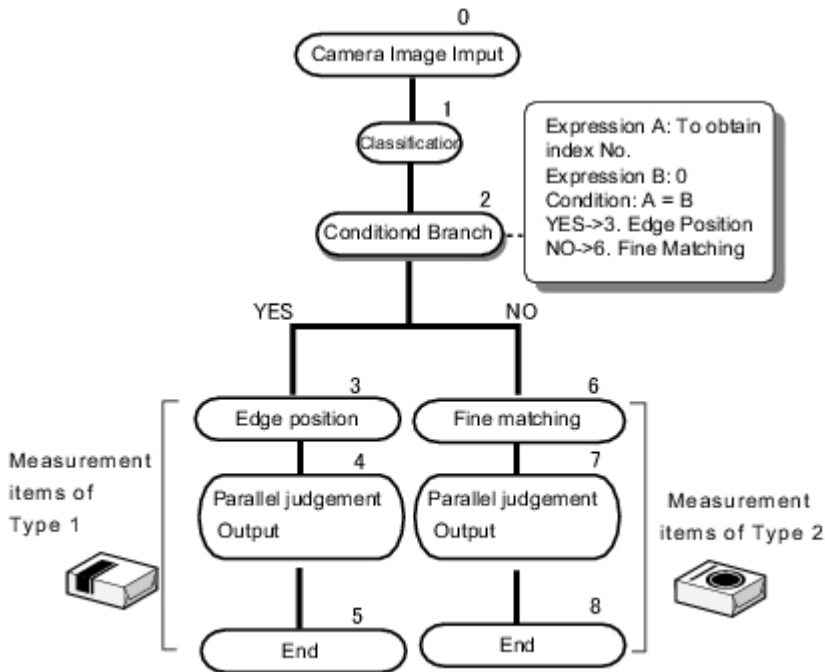 0
Camera Image Imput
1
Classification
2
Conditiond Branch
Expression A: To obtain
index No.
Expression B: 0
Condition: A = B
YES->3. Edge Position
NO->6. Fine Matching
YES
NO
3
Edge position
6
Fine matching
4
Parallel judgement
Output
7
Parallel judgement
Output
Measurement
items of
Type 1
Measurement
items of Type 2
5
End
8
End